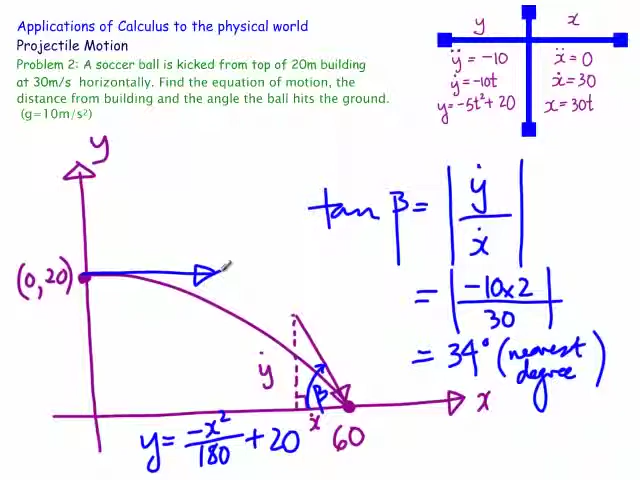 Applications of Calculus to the physical world
Projectile Motion
Problem 2: A soccer ball is kicked from top of 20m building
at 30m/s horizontally. Find the equation of motion, the
distance from building and the angle the ball hits the ground.
(g=10m/s²)
y x
ÿ = -10 ẍ = 0
ẏ = -10t ẋ = 30
y = -5t² + 20 x = 30t
y
(0, 20)
tan β = |ẏ/ẋ|
= |-10x2/30|
= 34° (nearest degree)
ẏ
β
ẋ
x
60
y = -x²/180 + 20